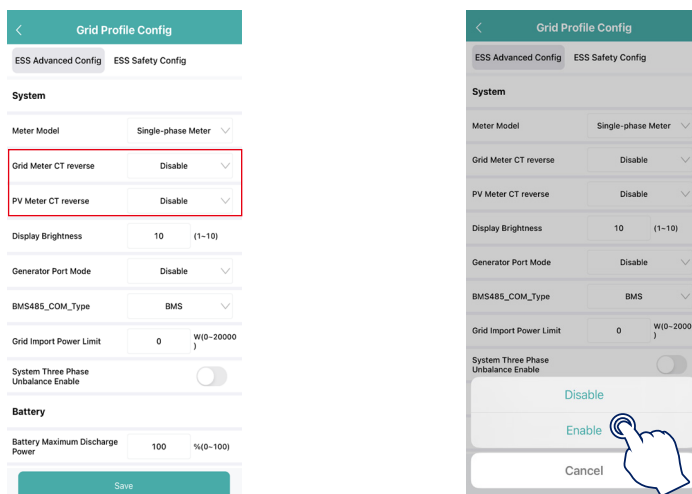 Grid Profile Config
ESS Advanced Config ESS Safety Config
System
Meter Model Single-phase Meter
Grid Meter CT reverse Disable
PV Meter CT reverse Disable
Display Brightness 10 (1~10)
Generator Port Mode Disable
BMS485_COM_Type BMS
Grid Import Power Limit 0 W(0~20000
)
System Three Phase
Unbalance Enable
Battery
Battery Maximum Discharge
Power 100 %(0~100)
Save
Grid Profile Config
ESS Advanced Config ESS Safety Config
System
Meter Model Single-phase Meter
Grid Meter CT reverse Disable
PV Meter CT reverse Disable
Display Brightness 10 (1~10)
Generator Port Mode Disable
BMS485_COM_Type BMS
Grid Import Power Limit 0 W(0~2000
)
System Three Phase
Unbalance Enable
Disable
Enable
Cancel